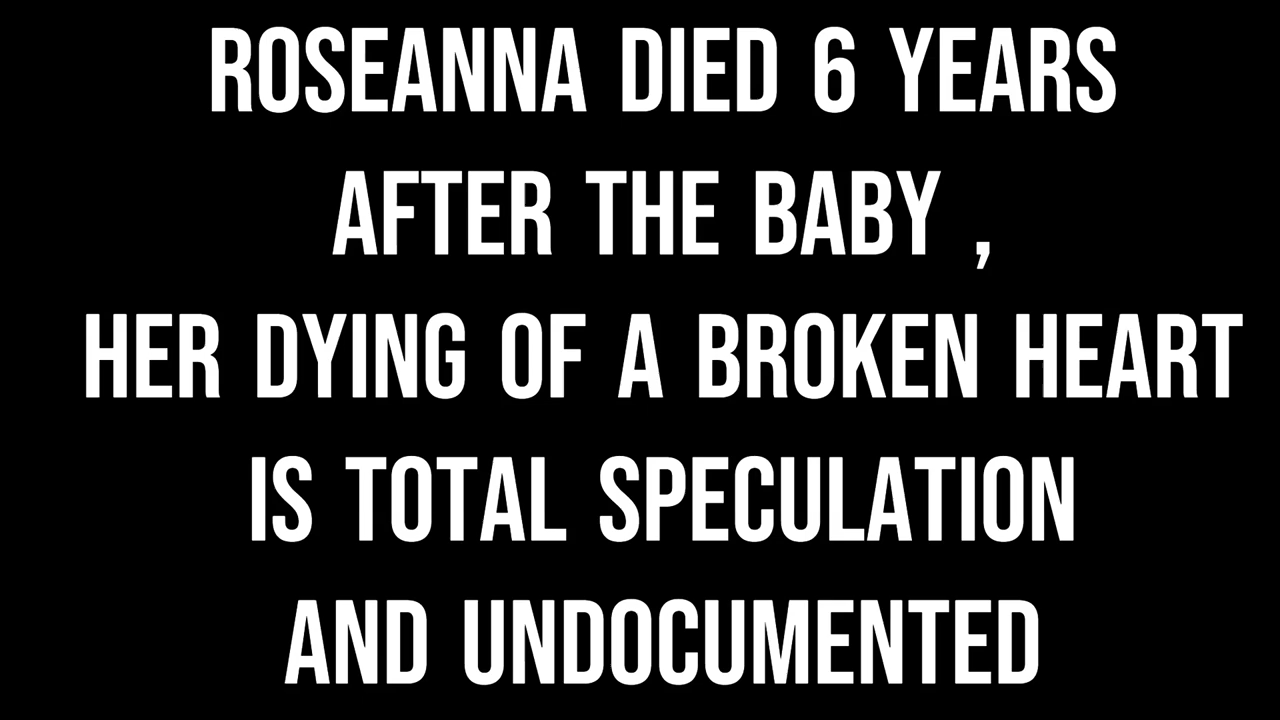 ROSEANNA DIED 6 YEARS
AFTER THE BABY ,
HER DYING OF A BROKEN HEART
IS TOTAL SPECULATION
AND UNDOCUMENTED